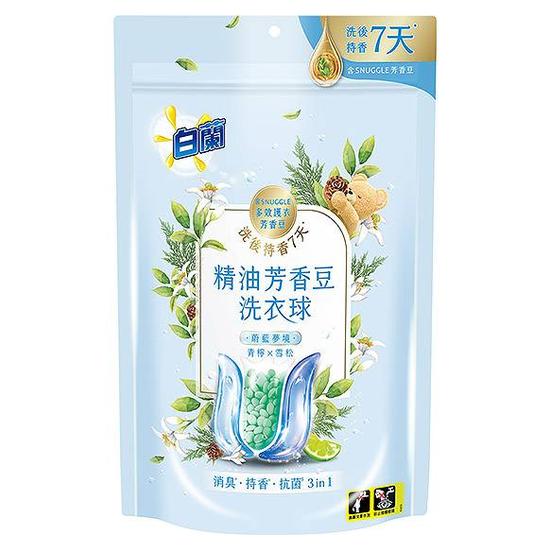 洗後
持香7天*
含SNUGGLE芳香豆
白蘭
含SNUGGLE
多效護衣
芳香豆
洗後持香7天*
精油芳香豆
洗衣球
·蔚藍夢境·
青檸×雪松
消臭·持香·抗菌 3in1